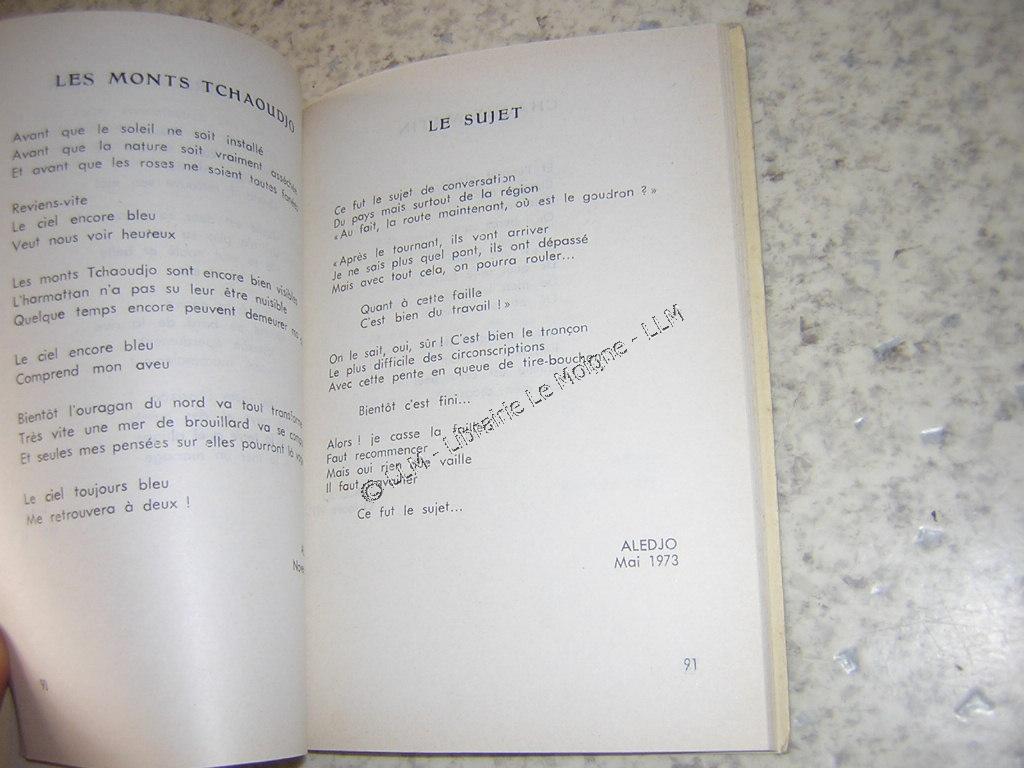 LES MONTS TCHAOUDJO
Avant que le soleil ne soit installé
Avant que la nature soit vraiment
Et avant que les roses ne soient toutes
Reviens-vite
Le ciel encore bleu
Veut nous voir heureux
Les monts Tchaoudjo sont encore bien visibles
L'harmattan n'a pas su leur être nuisible
Quelque temps encore peuvent demeurer
Le ciel encore bleu
Comprend mon aveu
Bientôt l'ouragan du nord va tout
Très vite une mer de brouillard va se
Et seules mes pensées sur elles pourront
Le ciel toujours bleu
Me retrouvera à deux !
90
LE SUJET
Ce fut le sujet de conversation
Du pays mais surtout de la région
« Au fait, la route maintenant, où est le goudron ? »
« Après le tournant, ils vont arriver
Je ne sais plus quel pont, ils ont dépassé
Mais avec tout cela, on pourra rouler...
Quant à cette faille
C'est bien du travail ! »
On le sait, oui, sûr ! C'est bien le tronçon
Le plus difficile des circonscriptions
Avec cette pente en queue de tire-bouchon
Bientôt c'est fini...
Alors ! je casse la faille
Faut recommencer
Mais oui rien que vaille
Il faut
Ce fut le sujet...
ALEDJO
Mai 1973
91
© LLM - Librairie Le Moigne - LLM